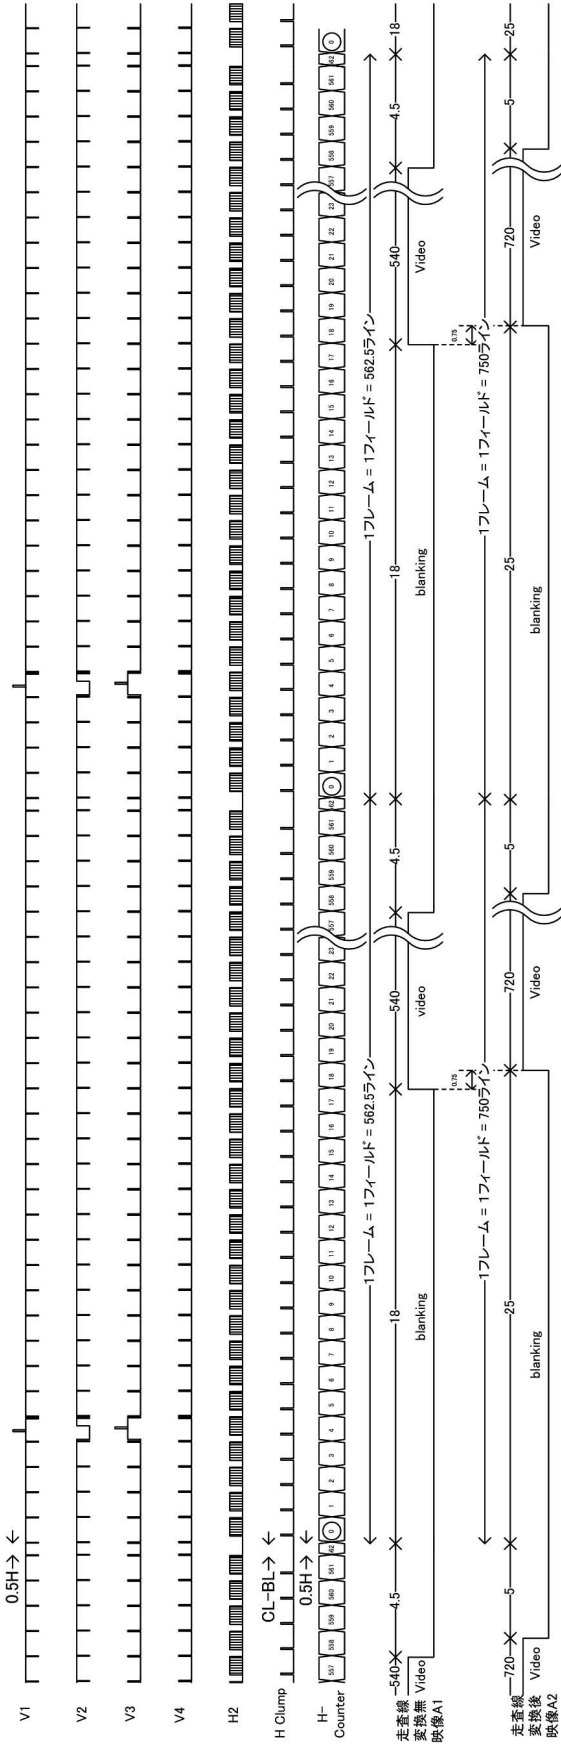 0.5H→ ←
V1
V2
V3
V4
H2
CL-BL→ ←
H Clump
0.5H→ ←
H-
Counter
557 558 559 560 561 562 0 1 2 3 4 5 6 7 8 9 10 11 12 13 14 15 16 17 18 19 20 21 22 23 557 558 559 560 561 562 0 1 2 3 4 5 6 7 8 9 10 11 12 13 14 15 16 17 18 19 20 21 22 23 557 558 559 560 561 562 0
1フレーム = 1フィールド = 562.5ライン 1フレーム = 1フィールド = 562.5ライン
走査線
変換無
映像A1
540 4.5 18 540 4.5 18 540 4.5 18
Video blanking video blanking Video
0.75 0.75
1フレーム = 1フィールド = 750ライン 1フレーム = 1フィールド = 750ライン
走査線
変換後
映像A2
720 5 25 720 5 25 720 5 25
Video blanking Video blanking Video